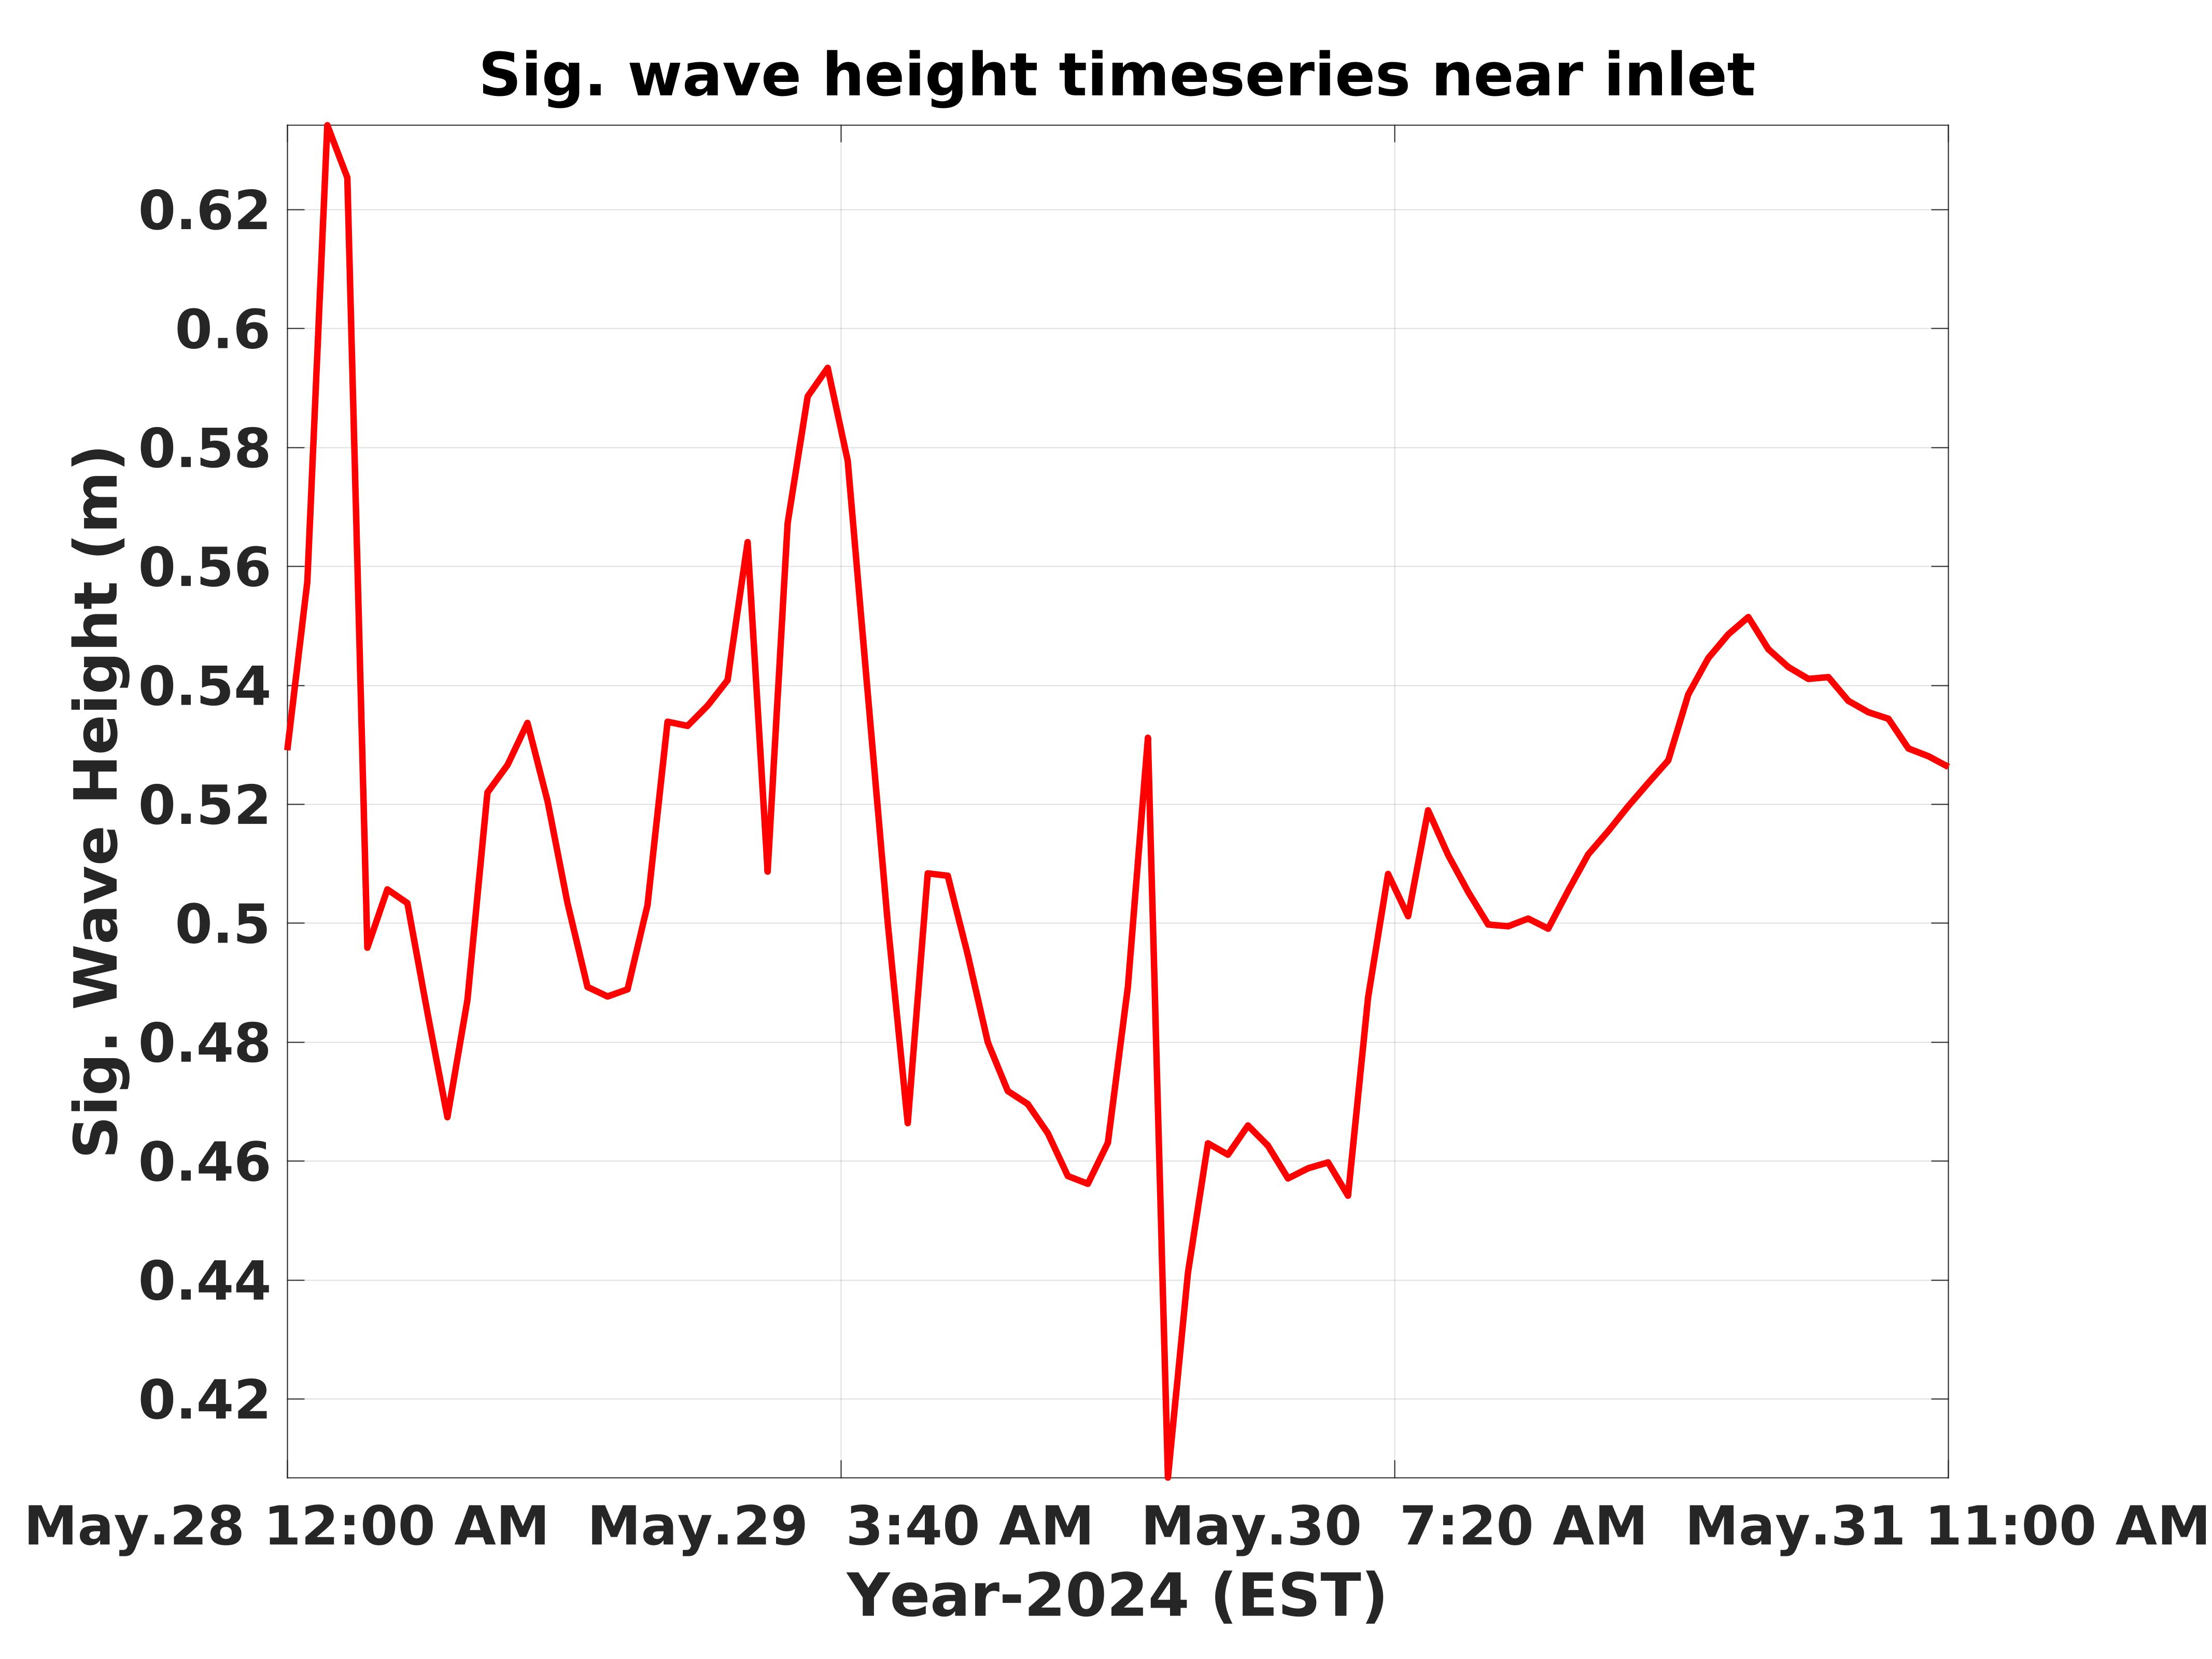 Sig. wave height timeseries near inlet
Sig. Wave Height (m)
0.62
0.6
0.58
0.56
0.54
0.52
0.5
0.48
0.46
0.44
0.42
May.28 12:00 AM May.29 3:40 AM May.30 7:20 AM May.31 11:00 AM
Year-2024 (EST)